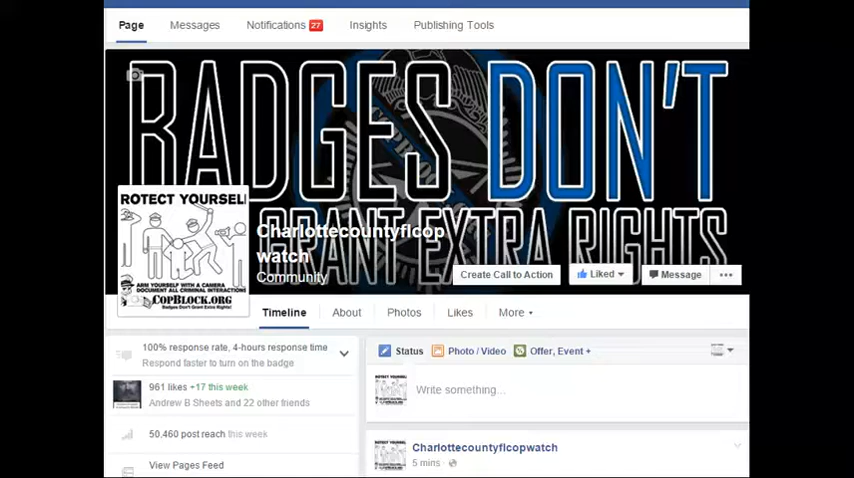 Page Messages Notifications 27 Insights Publishing Tools
BADGES DON'T
GRANT EXTRA RIGHTS
COPBLOCK
ROTECT YOURSEL
ARM YOURSELF WITH A CAMERA
DOCUMENT ALL CRIMINAL INTERACTIONS
COPBLOCK.ORG
Badges Don't Grant Extra Rights!
Charlottecountyflcop
watch
Community
Create Call to Action Liked Message
Timeline About Photos Likes More
100% response rate, 4-hours response time
Respond faster to turn on the badge
961 likes +17 this week
Andrew B Sheets and 22 other friends
50,460 post reach this week
View Pages Feed
Status Photo / Video Offer, Event +
Write something...
ROTECT YOURSEL
Charlottecountyflcopwatch
5 mins